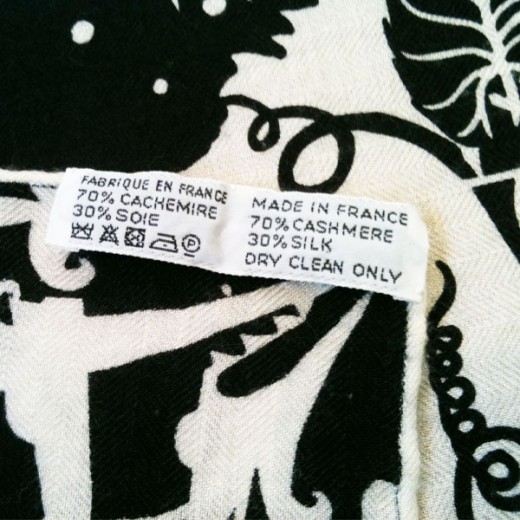 FABRIQUE EN FRANCE
70% CACHEMIRE
30% SOIE
P
MADE IN FRANCE
70% CASHMERE
30% SILK
DRY CLEAN ONLY